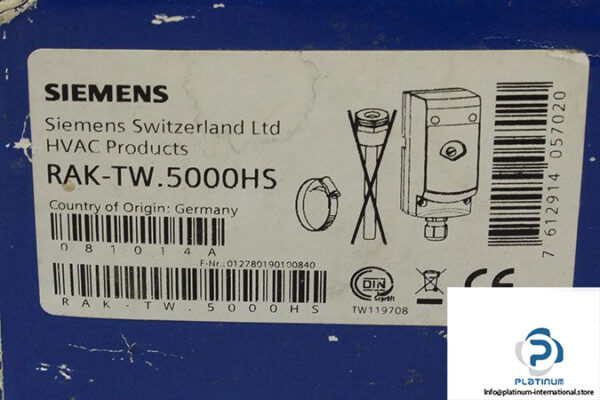 SIEMENS
Siemens Switzerland Ltd
HVAC Products
RAK-TW.5000HS
Country of Origin: Germany
081014A
F-Nr.: 012780190100840
RAK-TW.5000HS
DIN
Geprüft
TW119708
CE
7 612914 057020
PLATINUM
Info@platinum-international.store